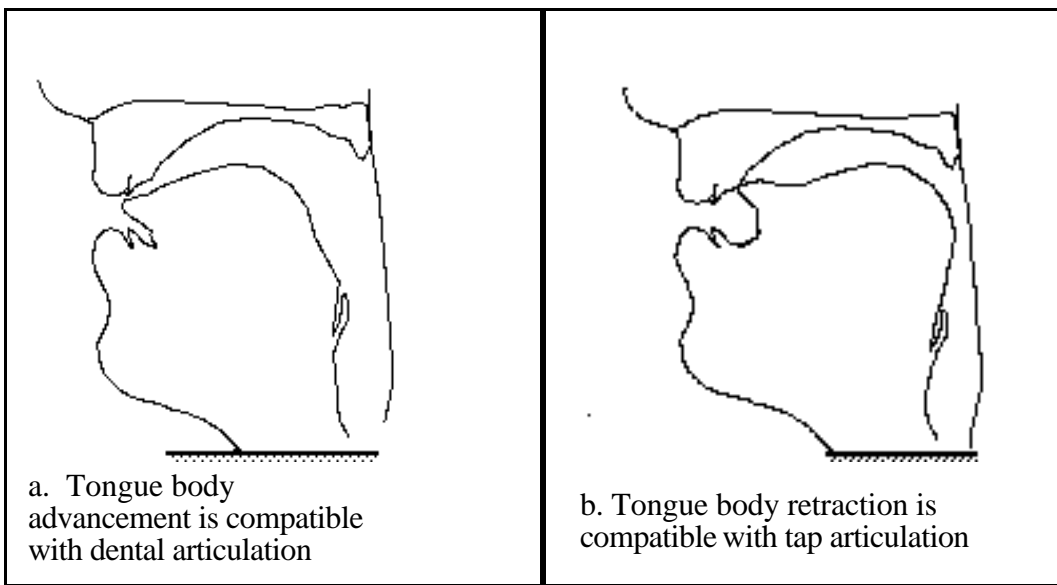 a. Tongue body
advancement is compatible
with dental articulation
b. Tongue body retraction is
compatible with tap articulation